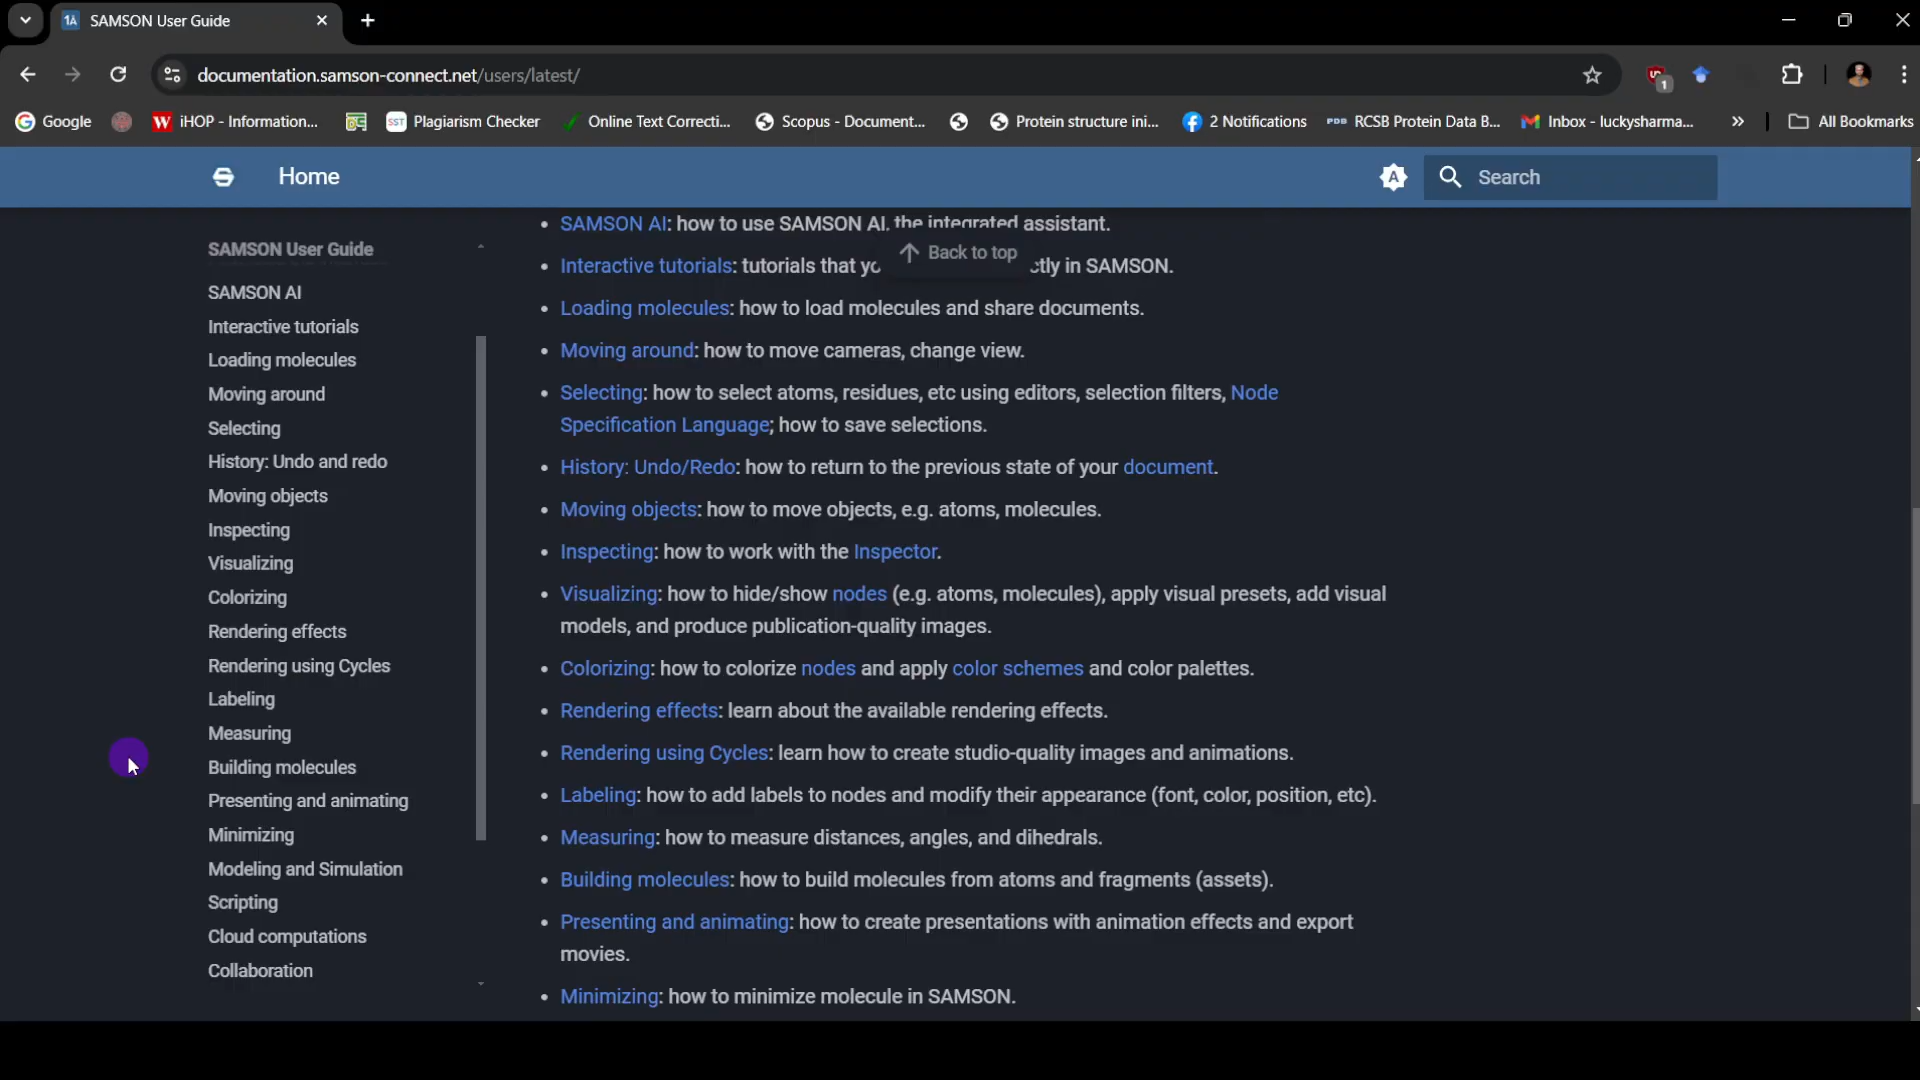 SAMSON User Guide
documentation.samson-connect.net/users/latest/
1
Google
iHOP - Information...
Plagiarism Checker
Online Text Correcti...
Scopus - Document...
Protein structure ini...
2 Notifications
RCSB Protein Data B...
Inbox - luckysharma...
»
All Bookmarks
Home
A
Search
SAMSON User Guide
SAMSON AI
Interactive tutorials
Loading molecules
Moving around
Selecting
History: Undo and redo
Moving objects
Inspecting
Visualizing
Colorizing
Rendering effects
Rendering using Cycles
Labeling
Measuring
Building molecules
Presenting and animating
Minimizing
Modeling and Simulation
Scripting
Cloud computations
Collaboration
Back to top
• SAMSON AI: how to use SAMSON AI, the integrated assistant.
• Interactive tutorials: tutorials that in SAMSON.
• Loading molecules: how to load molecules and share documents.
• Moving around: how to move cameras, change view.
• Selecting: how to select atoms, residues, etc using editors, selection filters, Node
Specification Language; how to save selections.
• History: Undo/Redo: how to return to the previous state of your document.
• Moving objects: how to move objects, e.g. atoms, molecules.
• Inspecting: how to work with the Inspector.
• Visualizing: how to hide/show nodes (e.g. atoms, molecules), apply visual presets, add visual
models, and produce publication-quality images.
• Colorizing: how to colorize nodes and apply color schemes and color palettes.
• Rendering effects: learn about the available rendering effects.
• Rendering using Cycles: learn how to create studio-quality images and animations.
• Labeling: how to add labels to nodes and modify their appearance (font, color, position, etc).
• Measuring: how to measure distances, angles, and dihedrals.
• Building molecules: how to build molecules from atoms and fragments (assets).
• Presenting and animating: how to create presentations with animation effects and export
movies.
• Minimizing: how to minimize molecule in SAMSON.